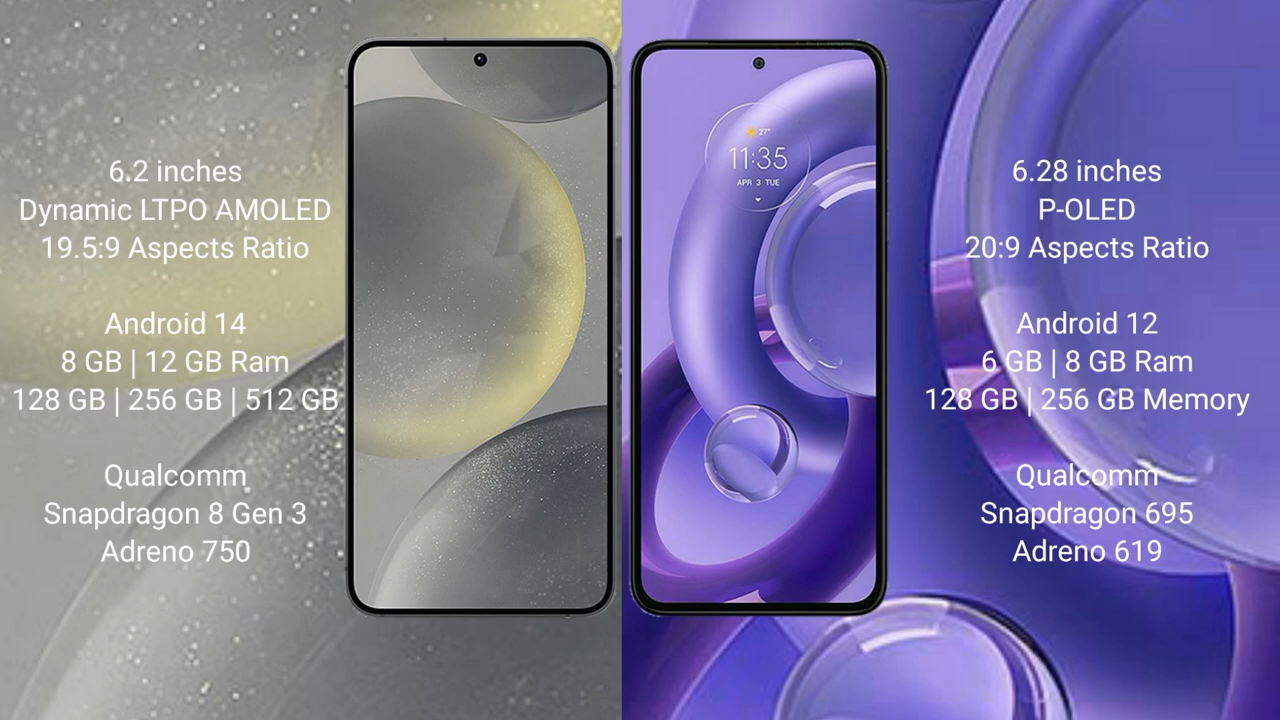 6.2 inches
Dynamic LTPO AMOLED
19.5:9 Aspects Ratio
Android 14
8 GB | 12 GB Ram
128 GB | 256 GB | 512 GB
Qualcomm
Snapdragon 8 Gen 3
Adreno 750
27°
11:35
APR 3 TUE
6.28 inches
P-OLED
20:9 Aspects Ratio
Android 12
6 GB | 8 GB Ram
128 GB | 256 GB Memory
Qualcomm
Snapdragon 695
Adreno 619